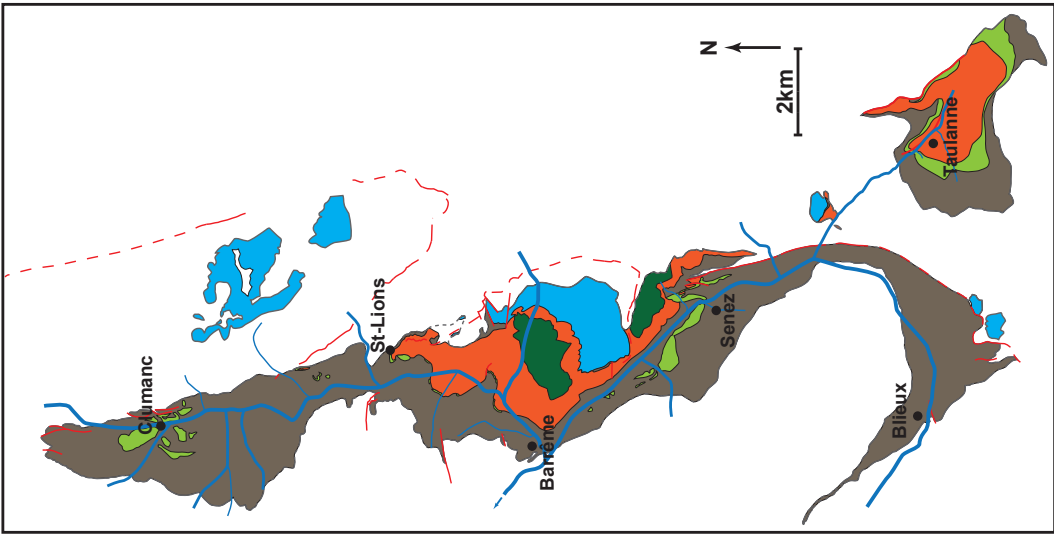 N
2km
Clumanc
St-Lions
Barrême
Senez
Taulanne
Blieux